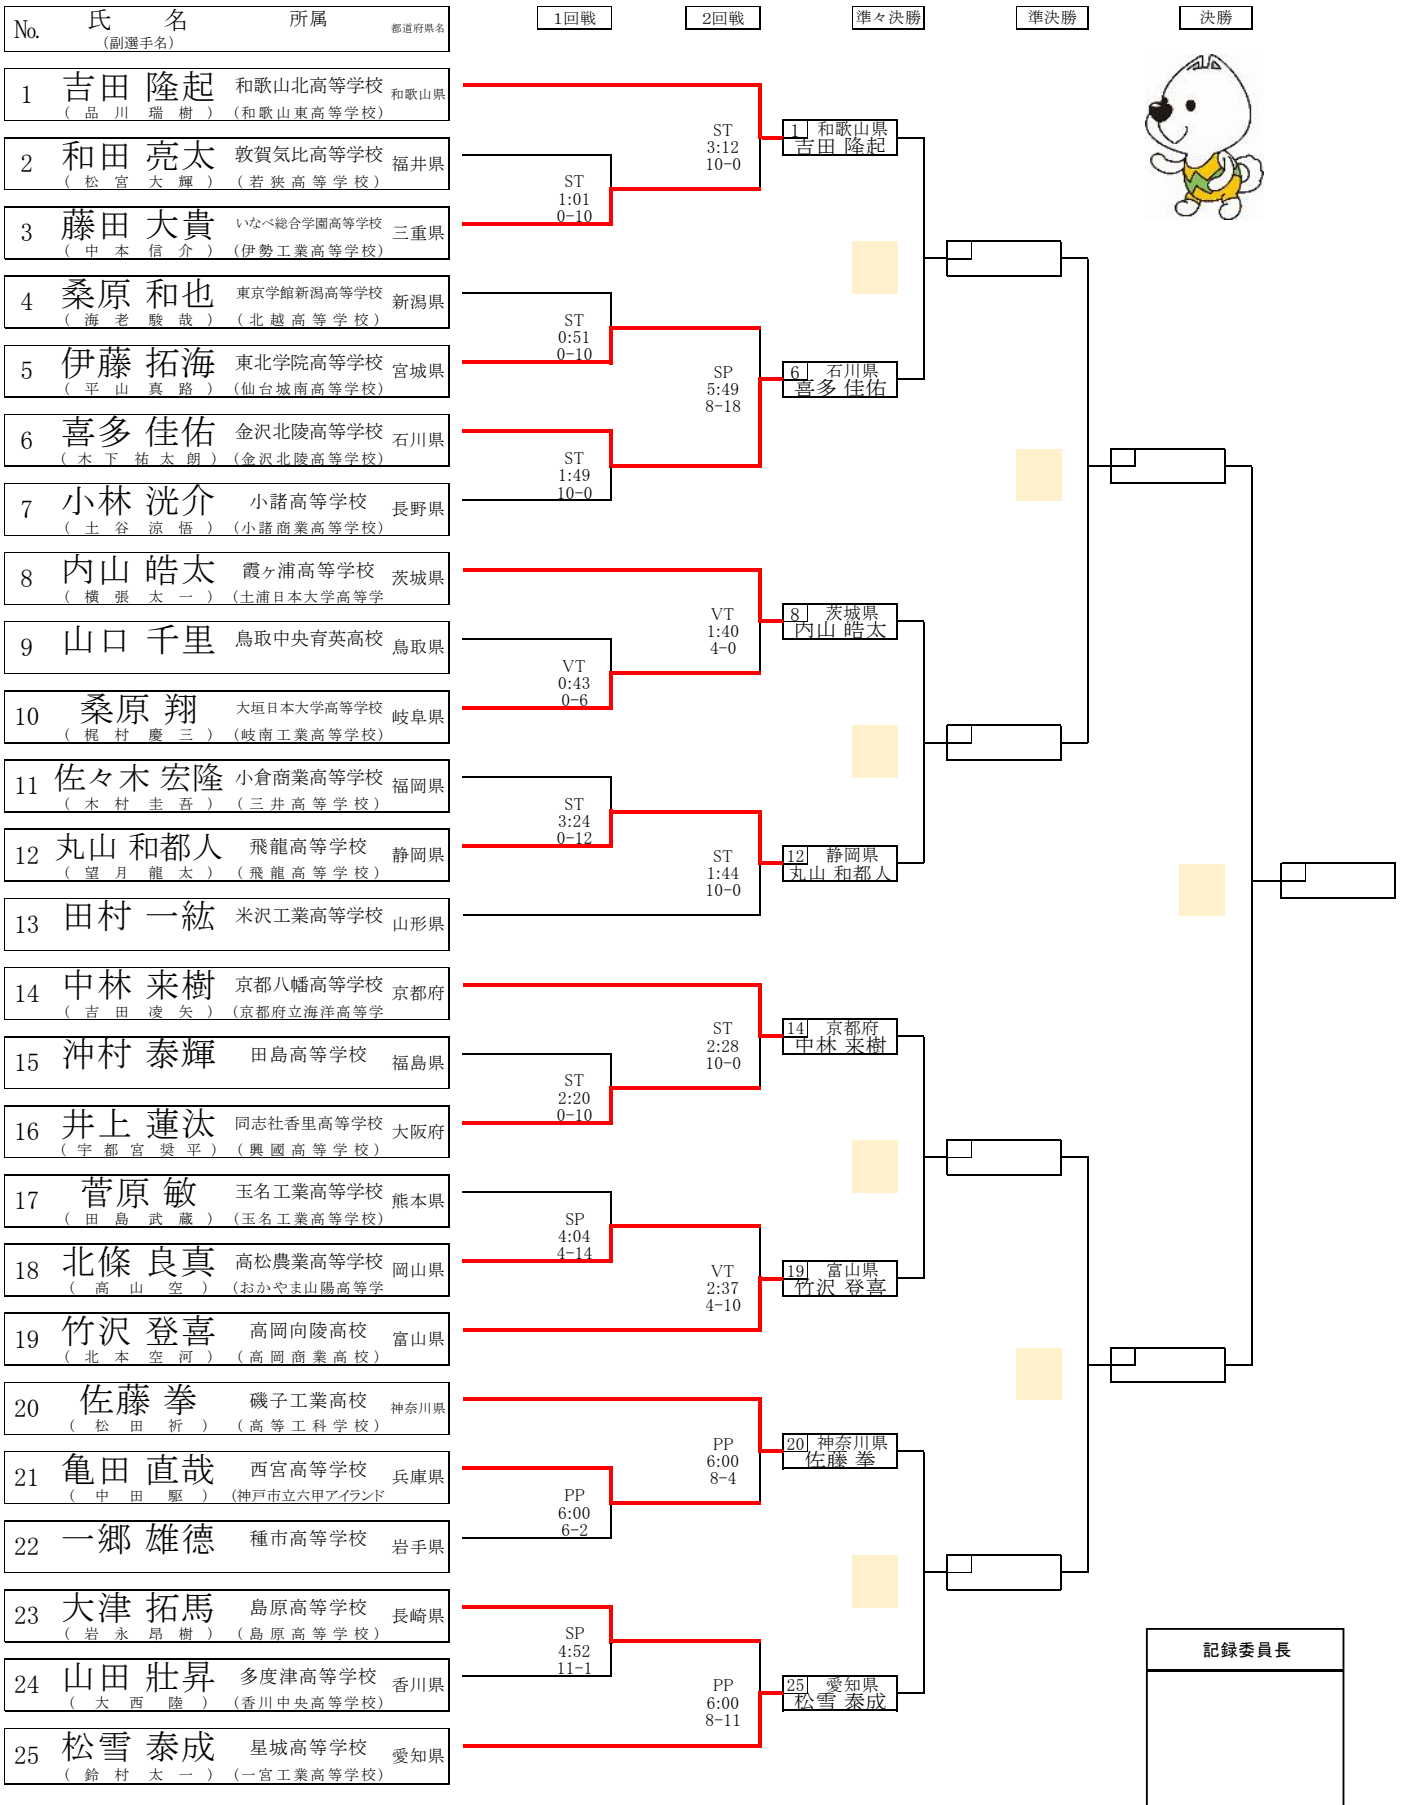 No. 氏 名 所属 都道府県名
(副選手名)
1回戦 2回戦 準々決勝 準決勝 決勝
1 吉田 隆起 和歌山北高等学校 和歌山県
(品川 瑞樹) (和歌山東高等学校)
2 和田 亮太 敦賀気比高等学校 福井県
(松宮大輝) (若狭高等学校)
3 藤田 大貴 いなべ総合学園高等学校 三重県
(中本信介) (伊勢工業高等学校)
4 桑原 和也 東京学館新潟高等学校 新潟県
(海老駿哉) (北越高等学校)
5 伊藤 拓海 東北学院高等学校 宮城県
(平山真路) (仙台城南高等学校)
6 喜多 佳佑 金沢北陵高等学校 石川県
(木下祐太朗) (金沢北陵高等学校)
7 小林 洸介 小諸高等学校 長野県
(土谷涼悟) (小諸商業高等学校)
8 内山 皓太 霞ヶ浦高等学校 茨城県
(横張太一) (土浦日本大学高等学
9 山口 千里 鳥取中央育英高校 鳥取県
10 桑原 翔 大垣日本大学高等学校 岐阜県
(梶村慶三) (岐南工業高等学校)
11 佐々木 宏隆 小倉商業高等学校 福岡県
(木村圭吾) (三井高等学校)
12 丸山 和都人 飛龍高等学校 静岡県
(望月龍太) (飛龍高等学校)
13 田村 一紘 米沢工業高等学校 山形県
14 中林 来樹 京都八幡高等学校 京都府
(吉田凌矢) (京都府立海洋高等学
15 沖村 泰輝 田島高等学校 福島県
16 井上 蓮汰 同志社香里高等学校 大阪府
(宇都宮奨平) (興國高等学校)
17 菅原 敏 玉名工業高等学校 熊本県
(田島武蔵) (玉名工業高等学校)
18 北條 良真 高松農業高等学校 岡山県
(高山空) (おかやま山陽高等学
19 竹沢 登喜 高岡向陵高校 富山県
(北本空河) (高岡商業高校)
20 佐藤 拳 磯子工業高校 神奈川県
(松田祈) (高等工科学校)
21 亀田 直哉 西宮高等学校 兵庫県
(中田駆) (神戸市立六甲アイランド
22 一郷 雄德 種市高等学校 岩手県
23 大津 拓馬 島原高等学校 長崎県
(岩永昂樹) (島原高等学校)
24 山田 壯昇 多度津高等学校 香川県
(大西陸) (香川中央高等学校)
25 松雪 泰成 星城高等学校 愛知県
(鈴村太一) (一宮工業高等学校)
ST
1:01
0-10
ST
0:51
0-10
ST
1:49
10-0
VT
0:43
0-6
ST
3:24
0-12
ST
2:20
0-10
SP
4:04
4-14
PP
6:00
6-2
SP
4:52
11-1
ST
3:12
10-0
SP
5:49
8-18
VT
1:40
4-0
ST
1:44
10-0
ST
2:28
10-0
VT
2:37
4-10
PP
6:00
8-4
PP
6:00
8-11
1 和歌山県
吉田 隆起
6 石川県
喜多 佳佑
8 茨城県
内山 皓太
12 静岡県
丸山 和都人
14 京都府
中林 来樹
19 富山県
竹沢 登喜
20 神奈川県
佐藤 拳
25 愛知県
松雪 泰成
記録委員長